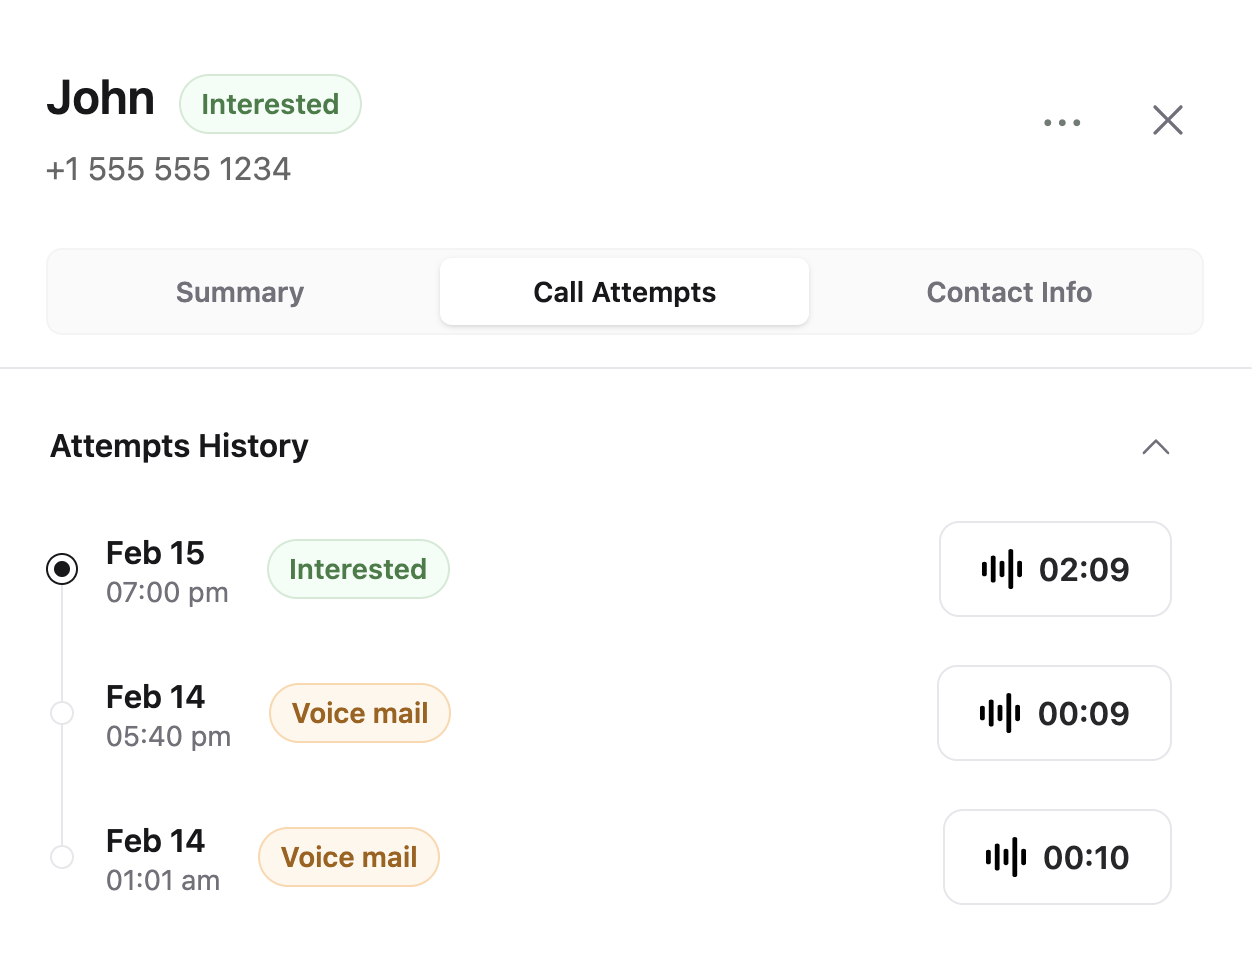 John
Interested
+1 555 555 1234
Summary
Call Attempts
Contact Info
Attempts History
Feb 15
07:00 pm
Interested
02:09
Feb 14
05:40 pm
Voice mail
00:09
Feb 14
01:01 am
Voice mail
00:10